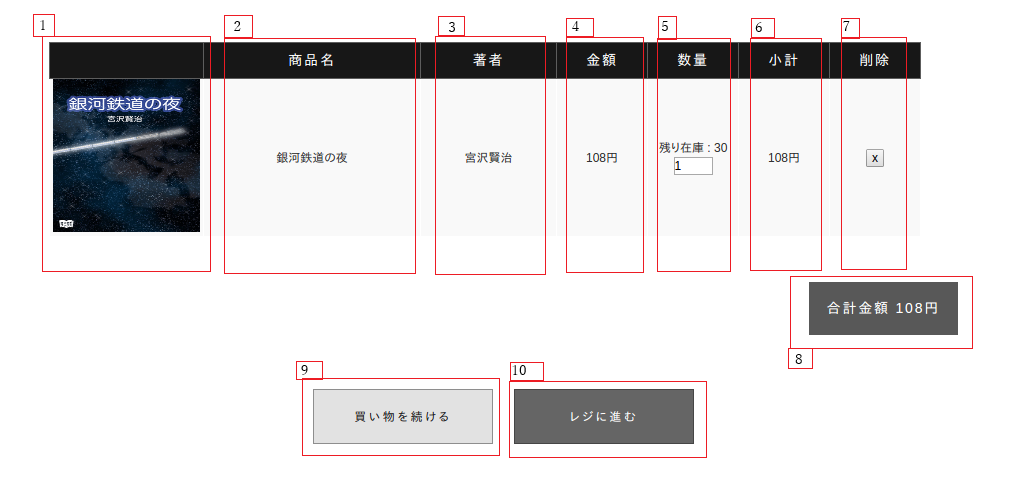 1
2
3
4
5
6
7
商品名
著者
金額
数量
小計
削除
銀河鉄道の夜
宮沢賢治
銀河鉄道の夜
宮沢賢治
108円
残り在庫 : 30
1
108円
x
合計金額 108円
8
9
10
買い物を続ける
レジに進む